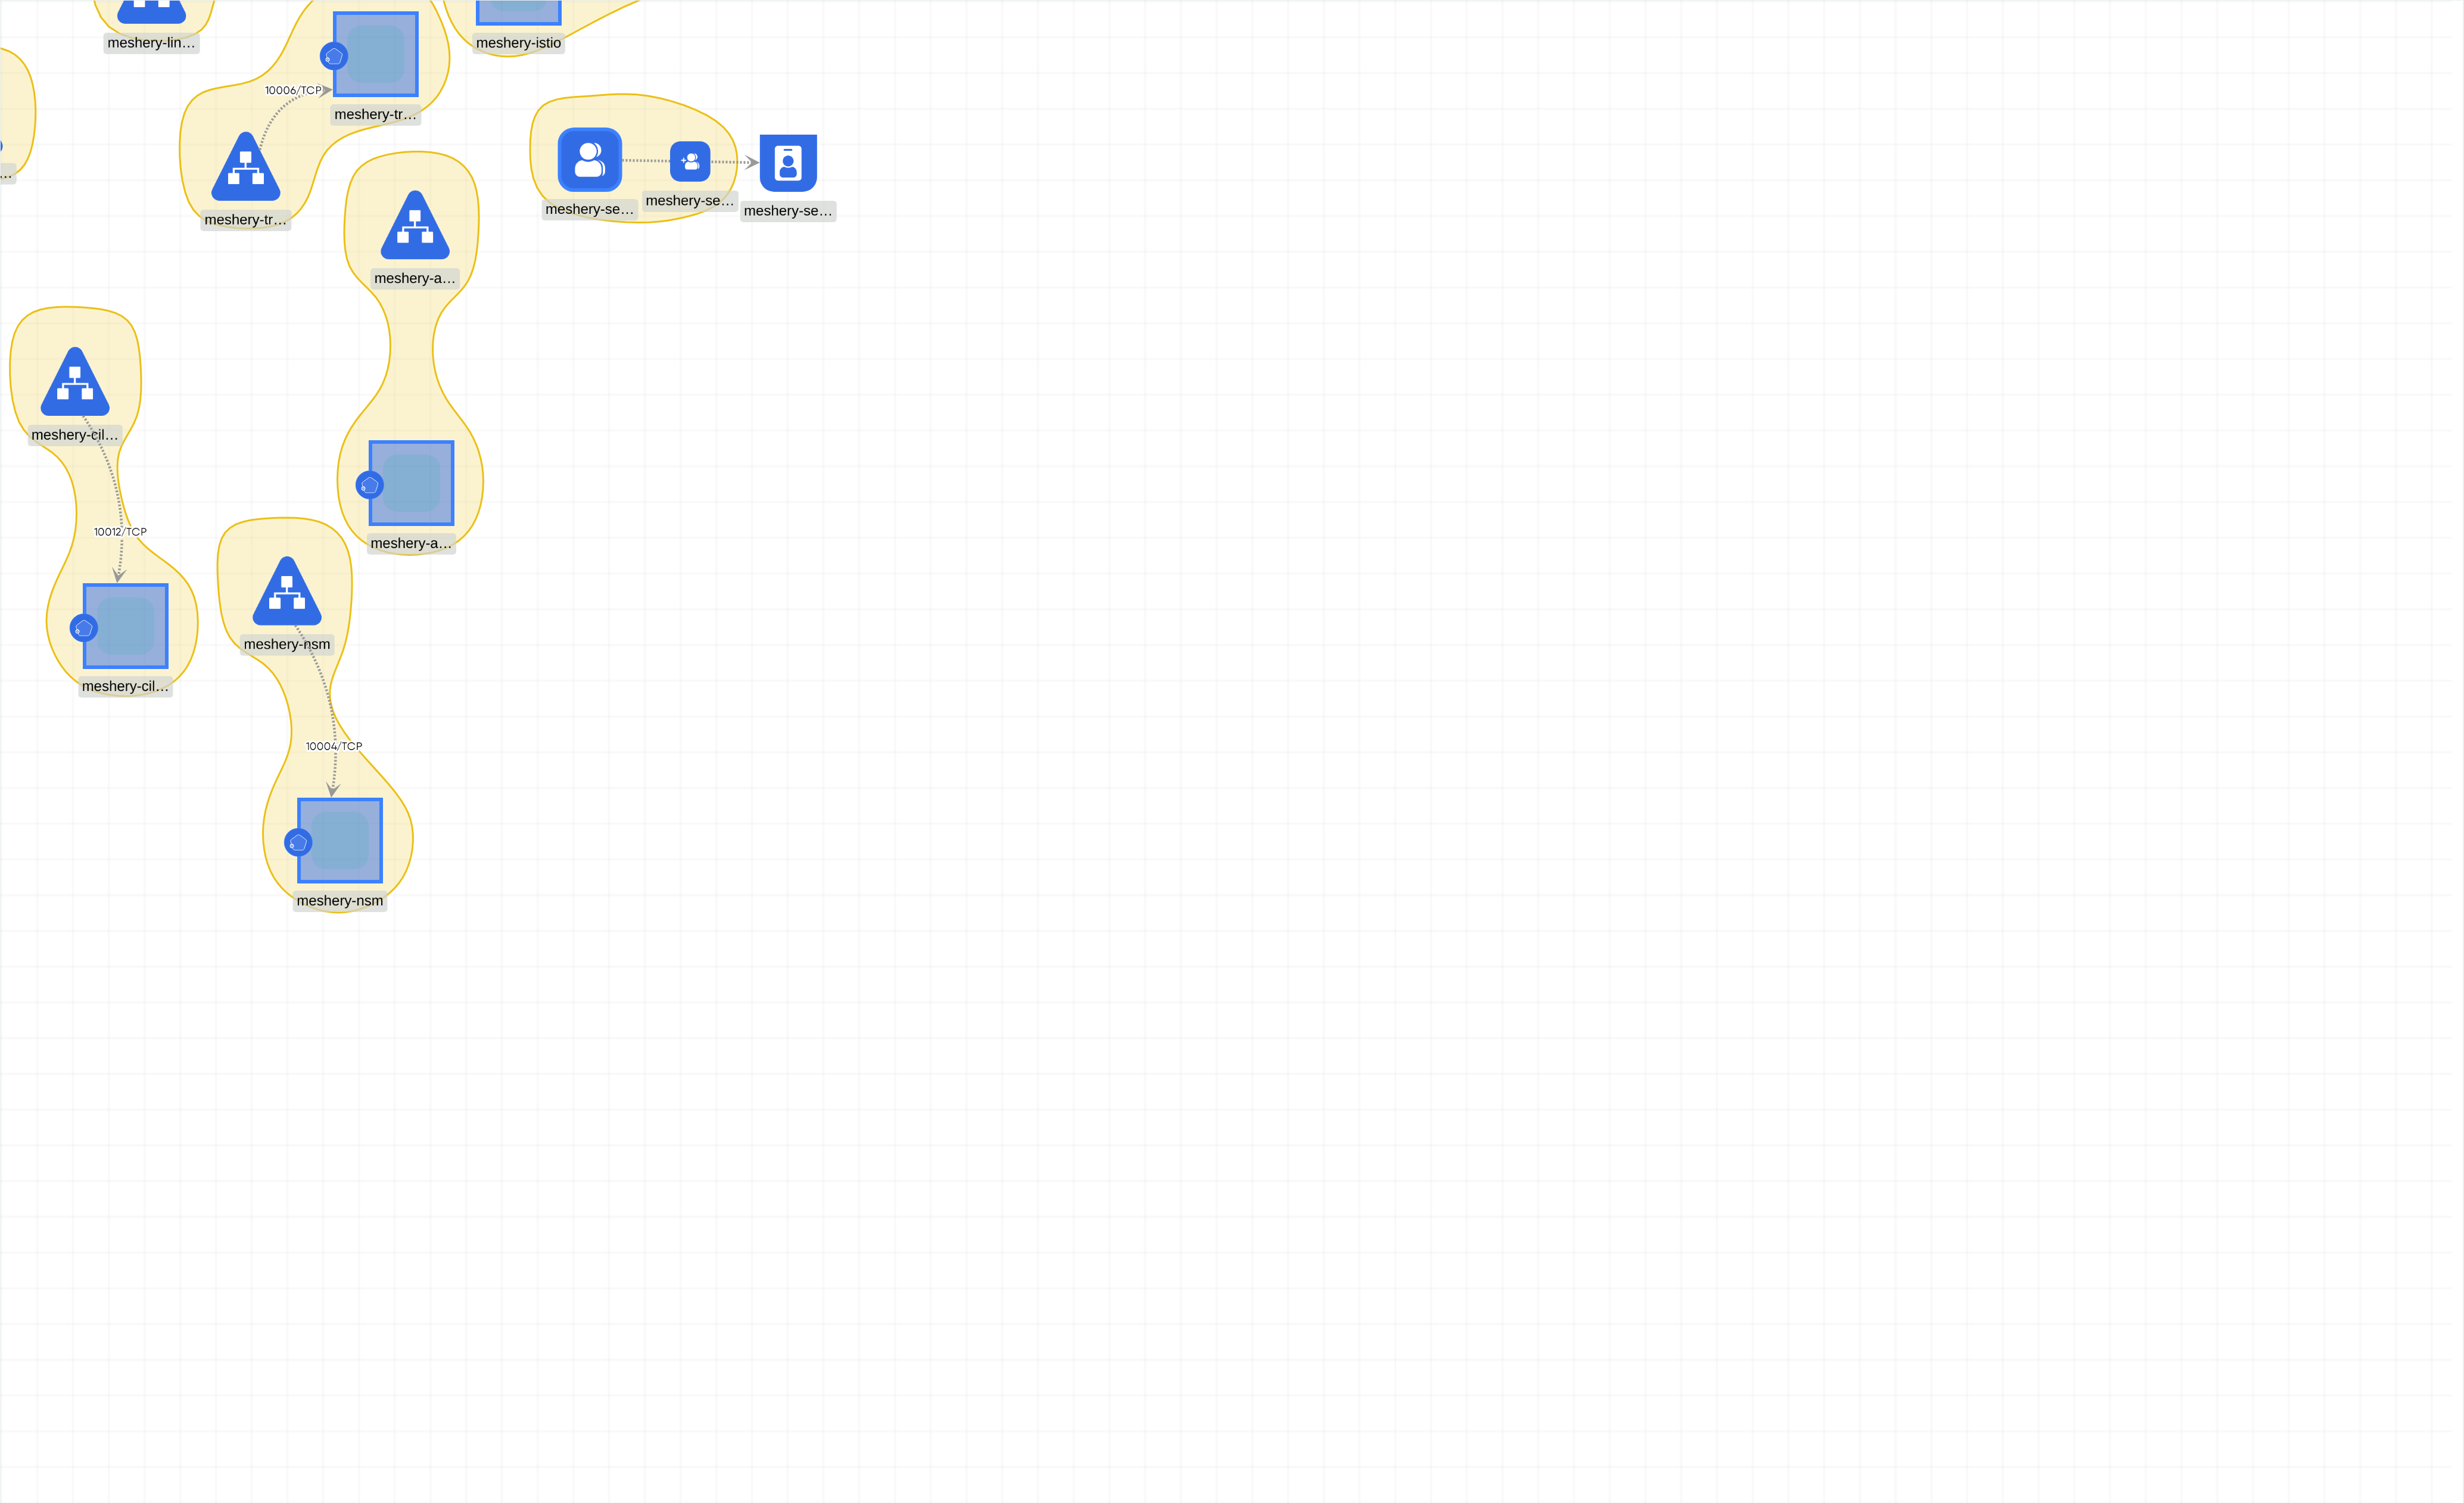 meshery-lin…
meshery-istio
10006/TCP
meshery-tr…
…
meshery-tr…
meshery-se…
meshery-se…
meshery-se…
meshery-a…
meshery-cil…
10012/TCP
meshery-a…
meshery-nsm
meshery-cil…
10004/TCP
meshery-nsm